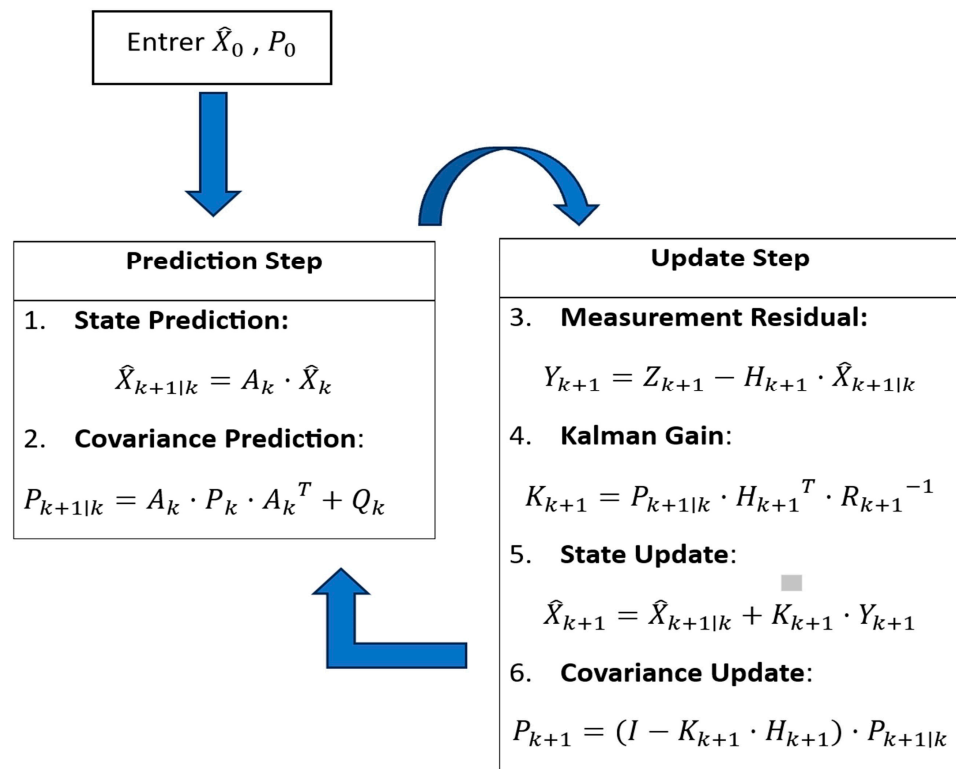 Entrer X̂₀ , P₀
Prediction Step
1. State Prediction:
X̂ₖ₊₁|ₖ = Aₖ · X̂ₖ
2. Covariance Prediction:
Pₖ₊₁|ₖ = Aₖ · Pₖ · Aₖᵀ + Qₖ
Update Step
3. Measurement Residual:
Yₖ₊₁ = Zₖ₊₁ − Hₖ₊₁ · X̂ₖ₊₁|ₖ
4. Kalman Gain:
Kₖ₊₁ = Pₖ₊₁|ₖ · Hₖ₊₁ᵀ · Rₖ₊₁⁻¹
5. State Update:
X̂ₖ₊₁ = X̂ₖ₊₁|ₖ + Kₖ₊₁ · Yₖ₊₁
6. Covariance Update:
Pₖ₊₁ = (I − Kₖ₊₁ · Hₖ₊₁) · Pₖ₊₁|ₖ